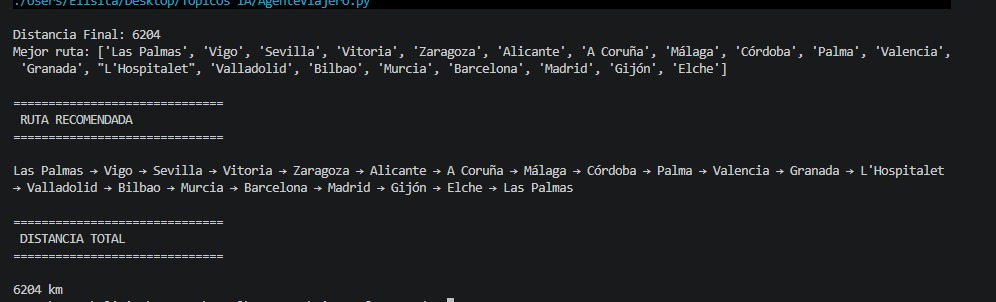 ./Users/Elisita/Desktop/Topicos IA/AgenteViajero.py
Distancia Final: 6204
Mejor ruta: ['Las Palmas', 'Vigo', 'Sevilla', 'Vitoria', 'Zaragoza', 'Alicante', 'A Coruña', 'Málaga', 'Córdoba', 'Palma', 'Valencia',
'Granada', "L'Hospitalet", 'Valladolid', 'Bilbao', 'Murcia', 'Barcelona', 'Madrid', 'Gijón', 'Elche']
==============================
RUTA RECOMENDADA
==============================
Las Palmas → Vigo → Sevilla → Vitoria → Zaragoza → Alicante → A Coruña → Málaga → Córdoba → Palma → Valencia → Granada → L'Hospitalet
→ Valladolid → Bilbao → Murcia → Barcelona → Madrid → Gijón → Elche → Las Palmas
==============================
DISTANCIA TOTAL
==============================
6204 km